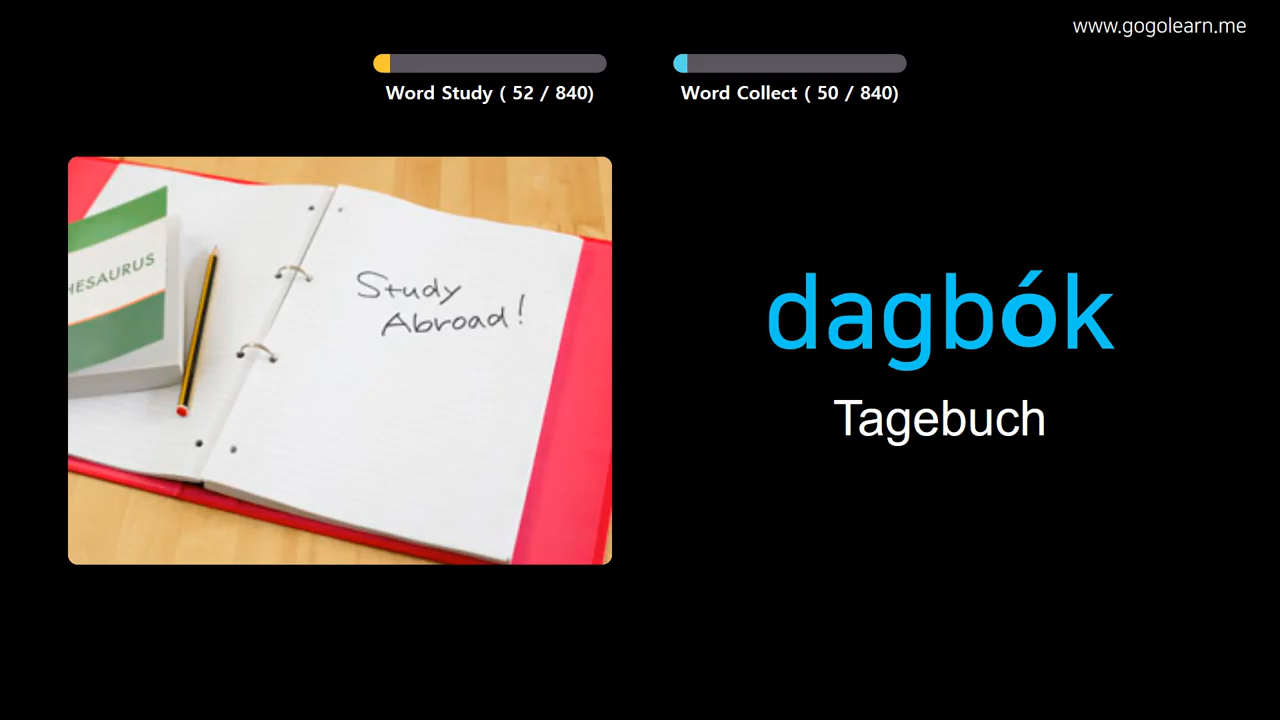 www.gogolearn.me
Word Study ( 52 / 840)
Word Collect ( 50 / 840)
HESAURUS
Study
Abroad!
dagbók
Tagebuch